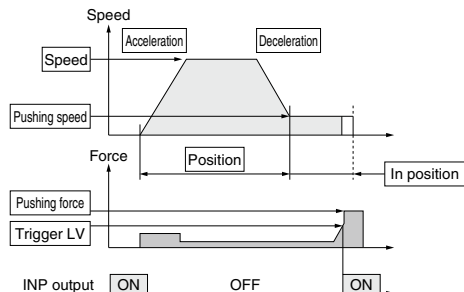 Speed
Acceleration
Deceleration
Speed
Pushing speed
Force
Position
In position
Pushing force
Trigger LV
INP output
ON
OFF
ON